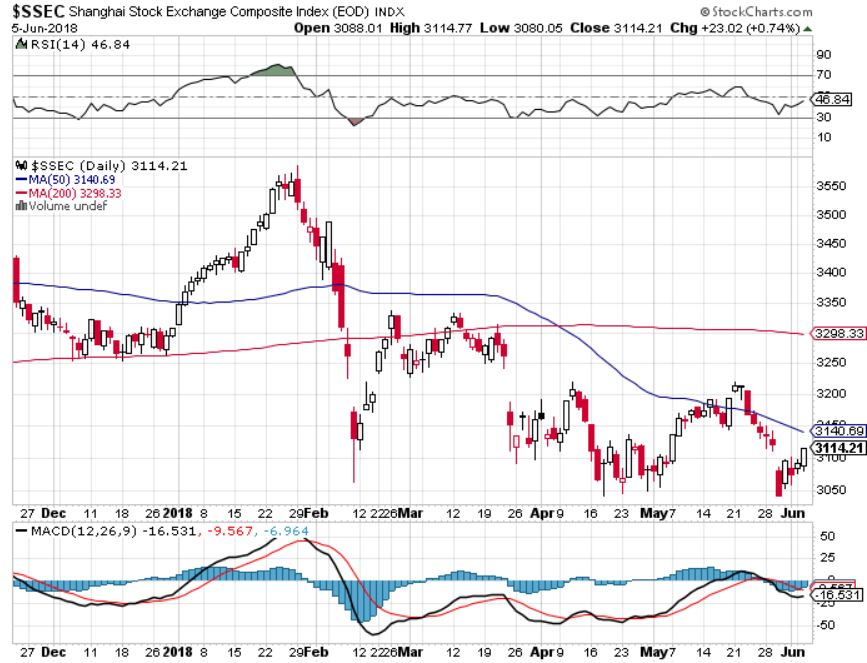 $SSEC Shanghai Stock Exchange Composite Index (EOD) INDX © StockCharts.com
5-Jun-2018 Open 3088.01 High 3114.77 Low 3080.05 Close 3114.21 Chg +23.02 (+0.74%)
RSI(14) 46.84
90
70
46.84
30
10
$SSEC (Daily) 3114.21
MA(50) 3140.69
MA(200) 3298.33
Volume undef
3550
3500
3450
3400
3350
3298.33
3250
3200
3150
3140.69
3114.21
3100
3050
27 Dec 11 18 26 2018 8 15 22 29 Feb 12 22 26 Mar 12 19 26 Apr 9 16 23 May 7 14 21 28 Jun
MACD(12,26,9) -16.531, -9.567, -6.964
50
25
0
-9.567
-16.531
-50
27 Dec 11 18 26 2018 8 15 22 29 Feb 12 22 26 Mar 12 19 26 Apr 9 16 23 May 7 14 21 28 Jun